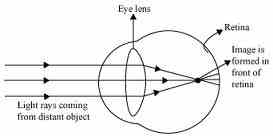 Eye lens
Retina
Image is
formed in
front of
retina
Light rays coming
from distant object